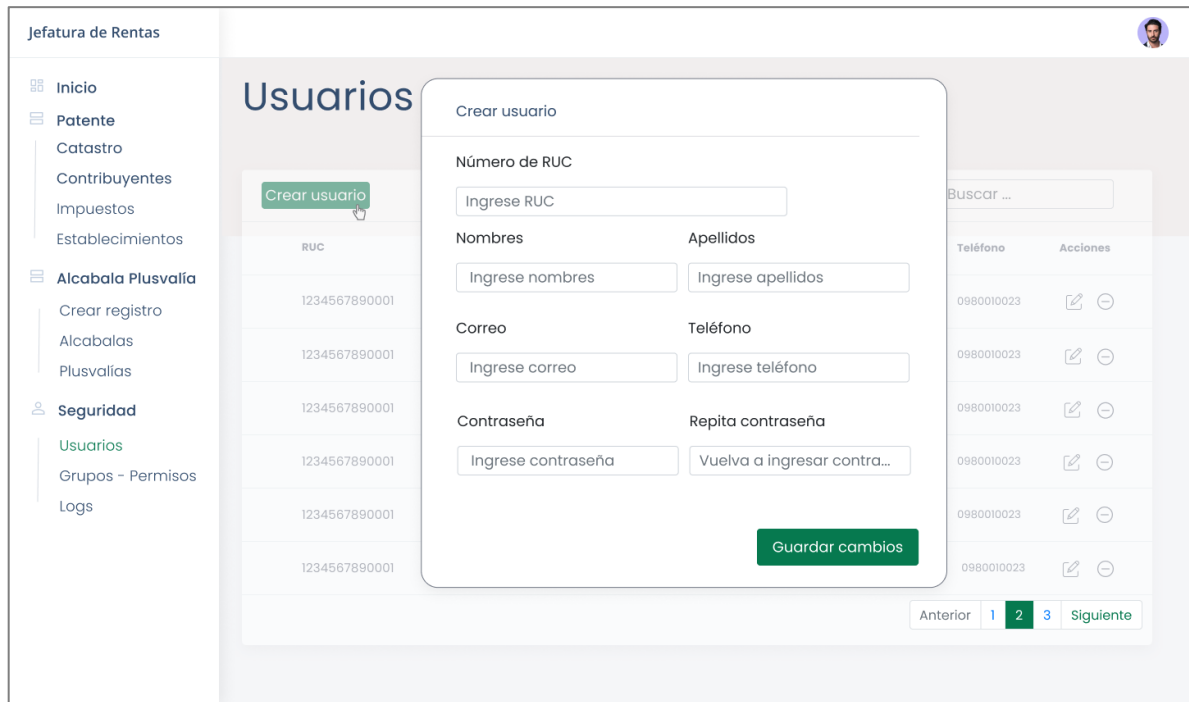 Jefatura de Rentas
Inicio
Patente
Catastro
Contribuyentes
Impuestos
Establecimientos
Alcabala Plusvalía
Crear registro
Alcabalas
Plusvalías
Seguridad
Usuarios
Grupos - Permisos
Logs
Usuarios
Crear usuario
Buscar ...
RUC
Teléfono
Acciones
1234567890001
0980010023
1234567890001
0980010023
1234567890001
0980010023
1234567890001
0980010023
1234567890001
0980010023
1234567890001
0980010023
Anterior 1 2 3 Siguiente
Crear usuario
Número de RUC
Ingrese RUC
Nombres
Apellidos
Ingrese nombres
Ingrese apellidos
Correo
Teléfono
Ingrese correo
Ingrese teléfono
Contraseña
Repita contraseña
Ingrese contraseña
Vuelva a ingresar contra...
Guardar cambios